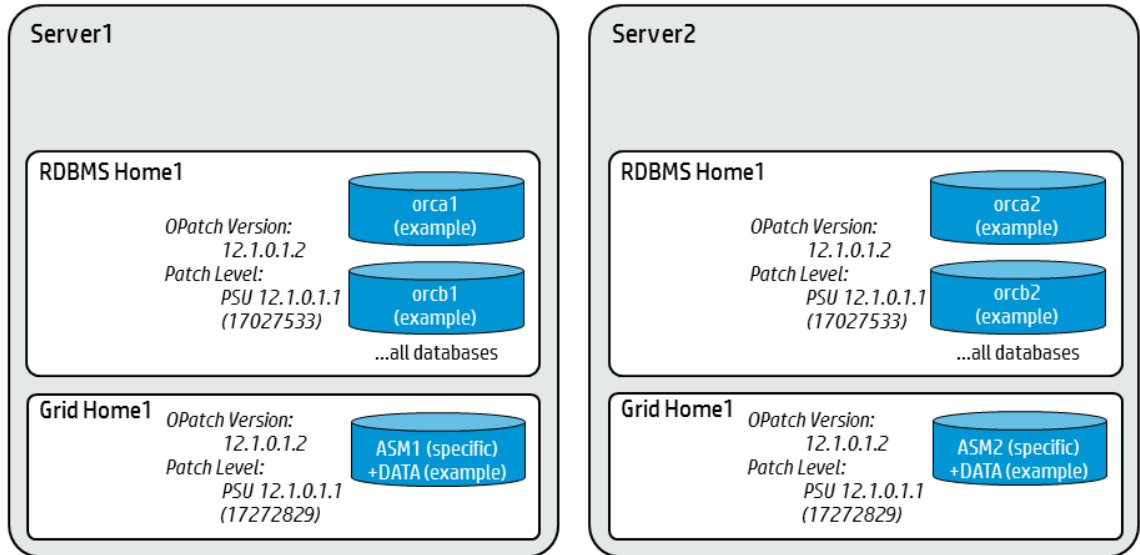 Server1
RDBMS Home1
OPatch Version:
12.1.0.1.2
Patch Level:
PSU 12.1.0.1.1
(17027533)
orca1
(example)
orcb1
(example)
...all databases
Grid Home1
OPatch Version:
12.1.0.1.2
Patch Level:
PSU 12.1.0.1.1
(17272829)
ASM1 (specific)
+DATA (example)
Server2
RDBMS Home1
OPatch Version:
12.1.0.1.2
Patch Level:
PSU 12.1.0.1.1
(17027533)
orca2
(example)
orcb2
(example)
...all databases
Grid Home1
OPatch Version:
12.1.0.1.2
Patch Level:
PSU 12.1.0.1.1
(17272829)
ASM2 (specific)
+DATA (example)